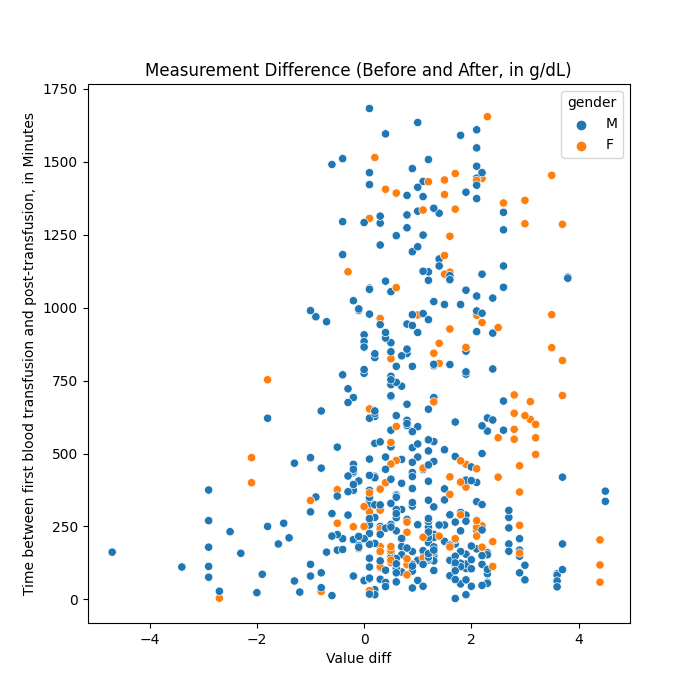 Measurement Difference (Before and After, in g/dL)
gender
M
F
1750
1500
1250
1000
750
500
250
0
Time between first blood transfusion and post-transfusion, in Minutes
−4
−2
0
2
4
Value diff